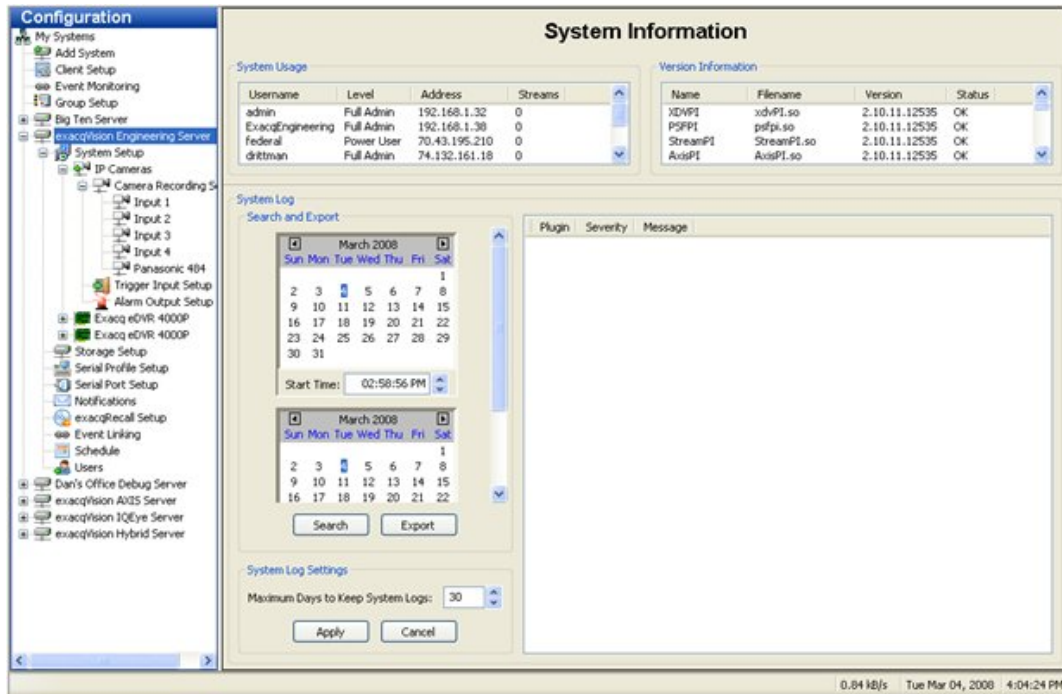 Configuration
My Systems
Add System
Client Setup
Event Monitoring
Group Setup
Big Ten Server
exacqVision Engineering Server
System Setup
IP Cameras
Camera Recording S
Input 1
Input 2
Input 3
Input 4
Panasonic 484
Trigger Input Setup
Alarm Output Setup
Exacq eDVR 4000P
Exacq eDVR 4000P
Storage Setup
Serial Profile Setup
Serial Port Setup
Notifications
exacqRecall Setup
Event Linking
Schedule
Users
Dan's Office Debug Server
exacqVision AXIS Server
exacqVision IQEye Server
exacqVision Hybrid Server
System Information
System Usage
Username Level Address Streams
admin Full Admin 192.168.1.32 0
ExacqEngineering Full Admin 192.168.1.38 0
federal Power User 70.43.195.210 0
drittman Full Admin 74.132.161.18 0
Version Information
Name Filename Version Status
XDVPI xdvPI.so 2.10.11.12535 OK
PSFPI psfpi.so 2.10.11.12535 OK
StreamPI StreamPI.so 2.10.11.12535 OK
AxisPI AxisPI.so 2.10.11.12535 OK
System Log
Search and Export
March 2008
Sun Mon Tue Wed Thu Fri Sat
1
2 3 4 5 6 7 8
9 10 11 12 13 14 15
16 17 18 19 20 21 22
23 24 25 26 27 28 29
30 31
Start Time: 02:58:56 PM
March 2008
Sun Mon Tue Wed Thu Fri Sat
1
2 3 4 5 6 7 8
9 10 11 12 13 14 15
16 17 18 19 20 21 22
Search Export
System Log Settings
Maximum Days to Keep System Logs: 30
Apply Cancel
Plugin Severity Message
0.84 kB/s Tue Mar 04, 2008 4:04:24 PM